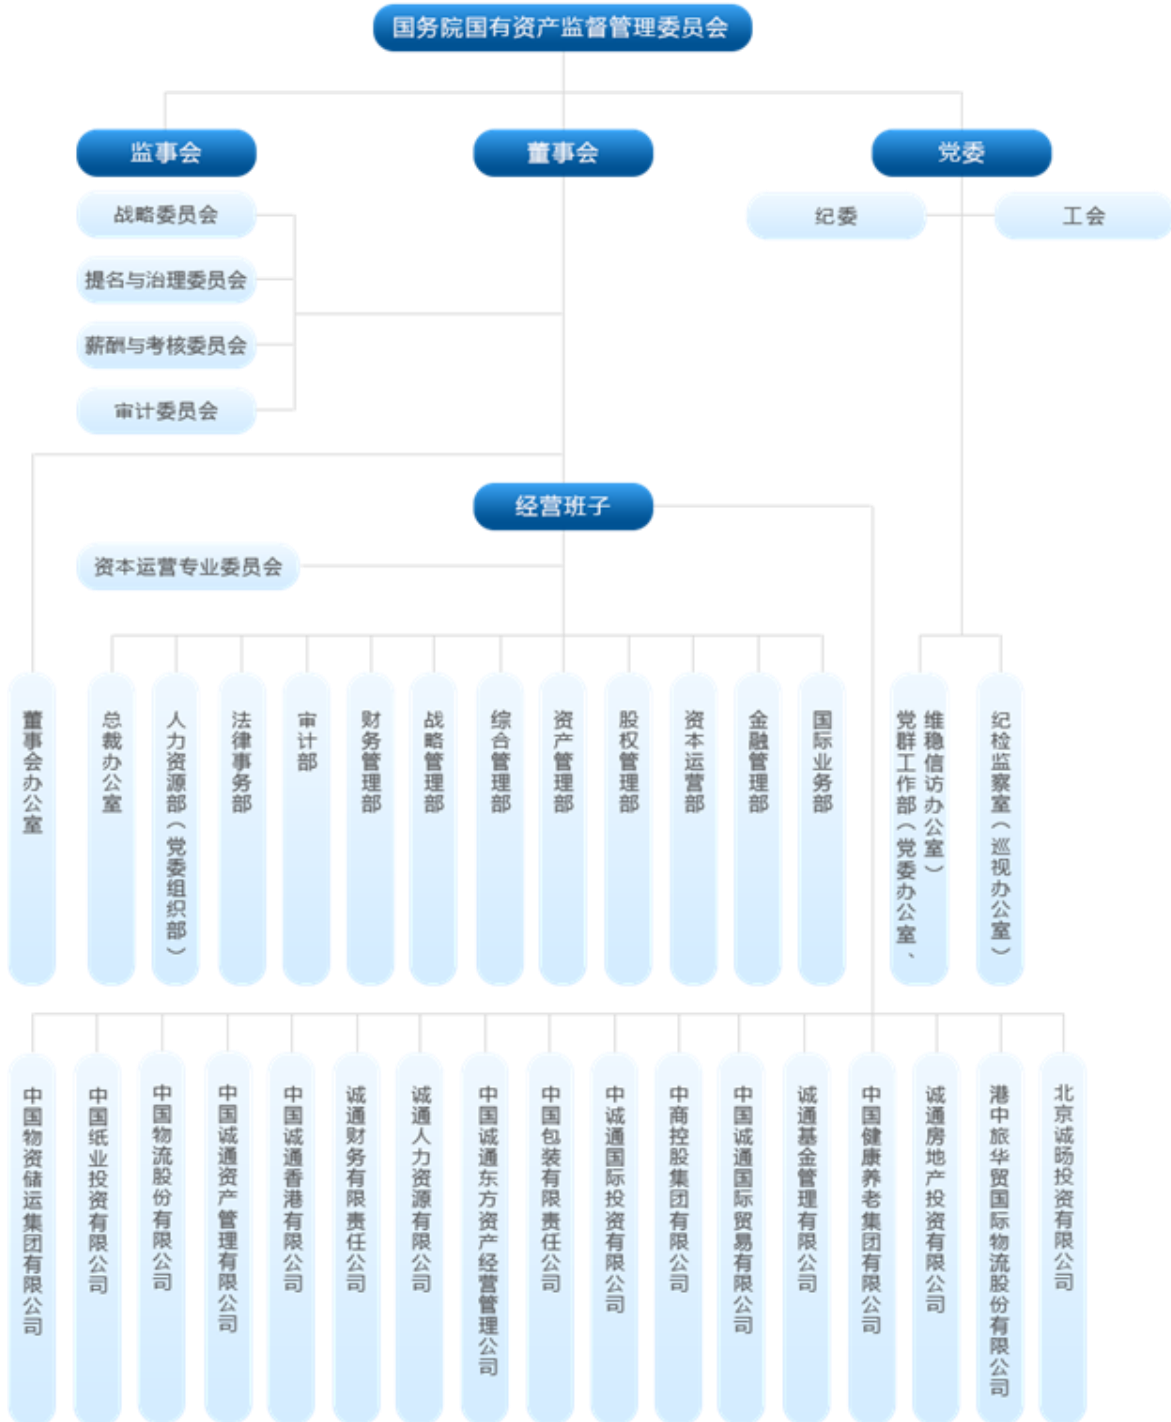 国务院国有资产监督管理委员会
监事会
董事会
党委
战略委员会
纪委
工会
提名与治理委员会
薪酬与考核委员会
审计委员会
经营班子
资本运营专业委员会
董事会办公室
总裁办公室
人力资源部（党委组织部）
法律事务部
审计部
财务管理部
战略管理部
综合管理部
资产管理部
股权管理部
资本运营部
金融管理部
国际业务部
党群工作部（党委办公室、
维稳信访办公室）
纪检监察室（巡视办公室）
中国物资储运集团有限公司
中国纸业投资有限公司
中国物流股份有限公司
中国诚通资产管理有限公司
中国诚通香港有限公司
诚通财务有限责任公司
诚通人力资源有限公司
中国诚通东方资产经营管理公司
中国包装有限责任公司
中诚通国际投资有限公司
中商控股集团有限公司
中国诚通国际贸易有限公司
诚通基金管理有限公司
中国健康养老集团有限公司
诚通房地产投资有限公司
港中旅华贸国际物流股份有限公司
北京诚旸投资有限公司